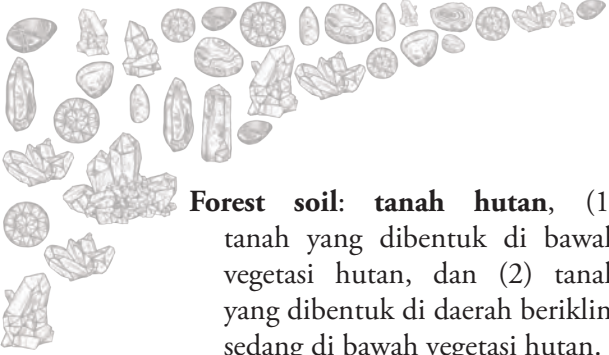 Forest soil: tanah hutan, (1
tanah yang dibentuk di bawah
vegetasi hutan, dan (2) tanah
yang dibentuk di daerah beriklim
sedang di bawah vegetasi hutan.